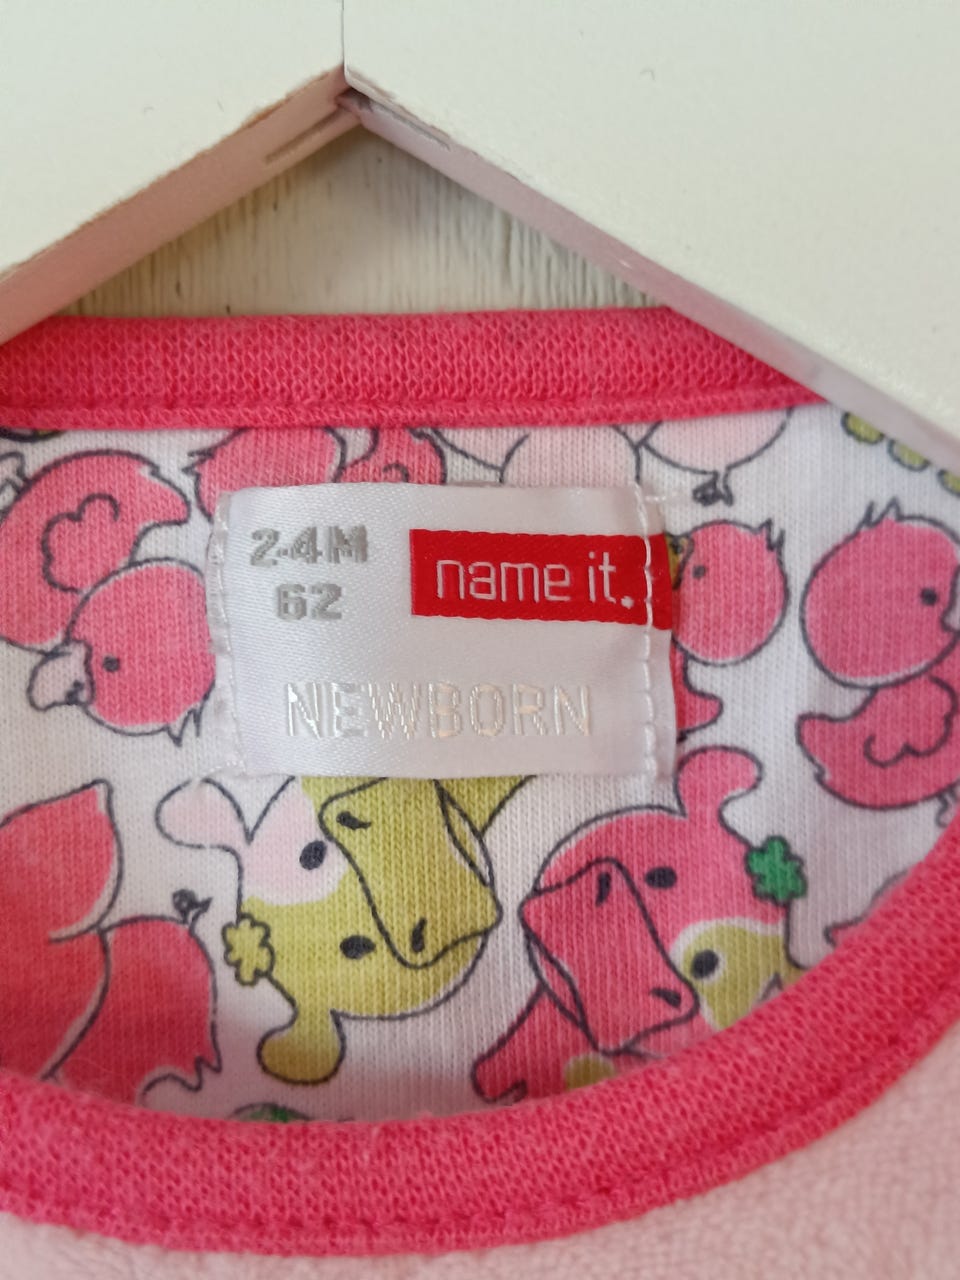 2-4M
62
name it.
NEWBORN